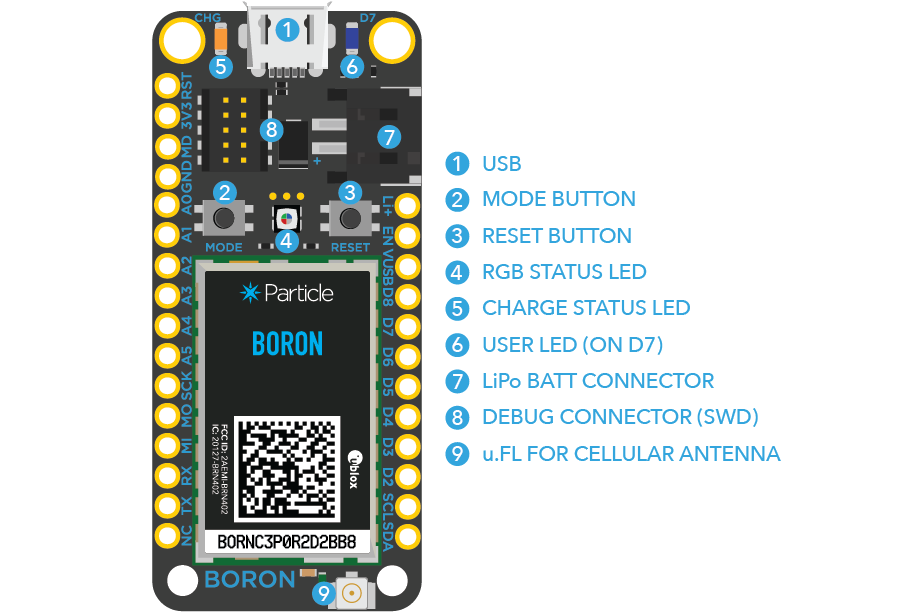 CHG
D7
1
5
6
RST
3V3
MD
GND
A0
A1
A2
A3
A4
A5
SCK
MO
MI
RX
TX
NC
8
7
+
2
3
4
MODE
RESET
Li+
EN
VUSB
D8
D7
D6
D5
D4
D3
D2
SCL
SDA
Particle
BORON
FCC ID: 2AEMI-BRN402
IC: 20127-BRN402
ublox
BORNC3P0R2D2BB8
BORON
9
1 USB
2 MODE BUTTON
3 RESET BUTTON
4 RGB STATUS LED
5 CHARGE STATUS LED
6 USER LED (ON D7)
7 LiPo BATT CONNECTOR
8 DEBUG CONNECTOR (SWD)
9 u.FL FOR CELLULAR ANTENNA